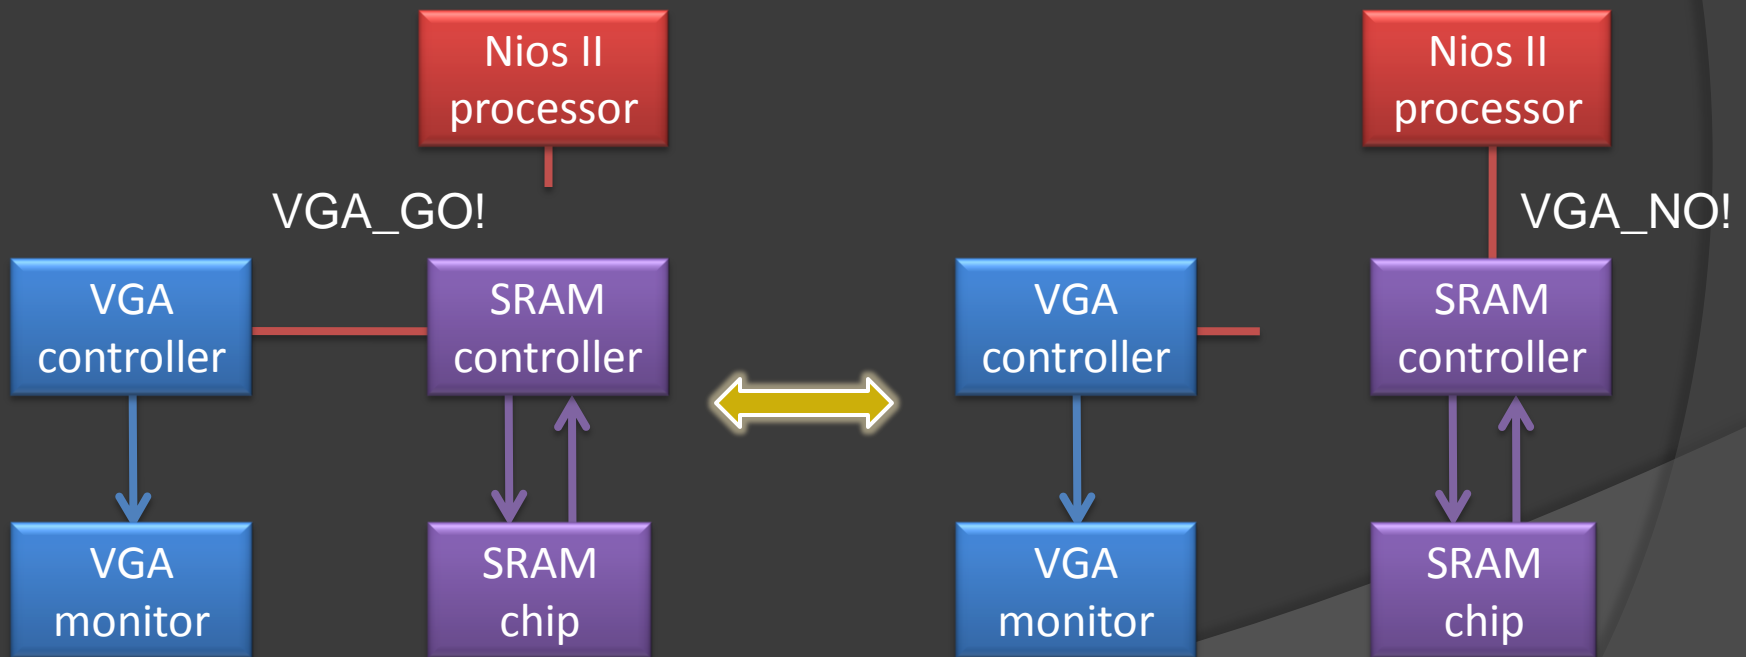 Nios II
processor
VGA_GO!
VGA
controller
SRAM
controller
VGA
monitor
SRAM
chip
Nios II
processor
VGA_NO!
VGA
controller
SRAM
controller
VGA
monitor
SRAM
chip